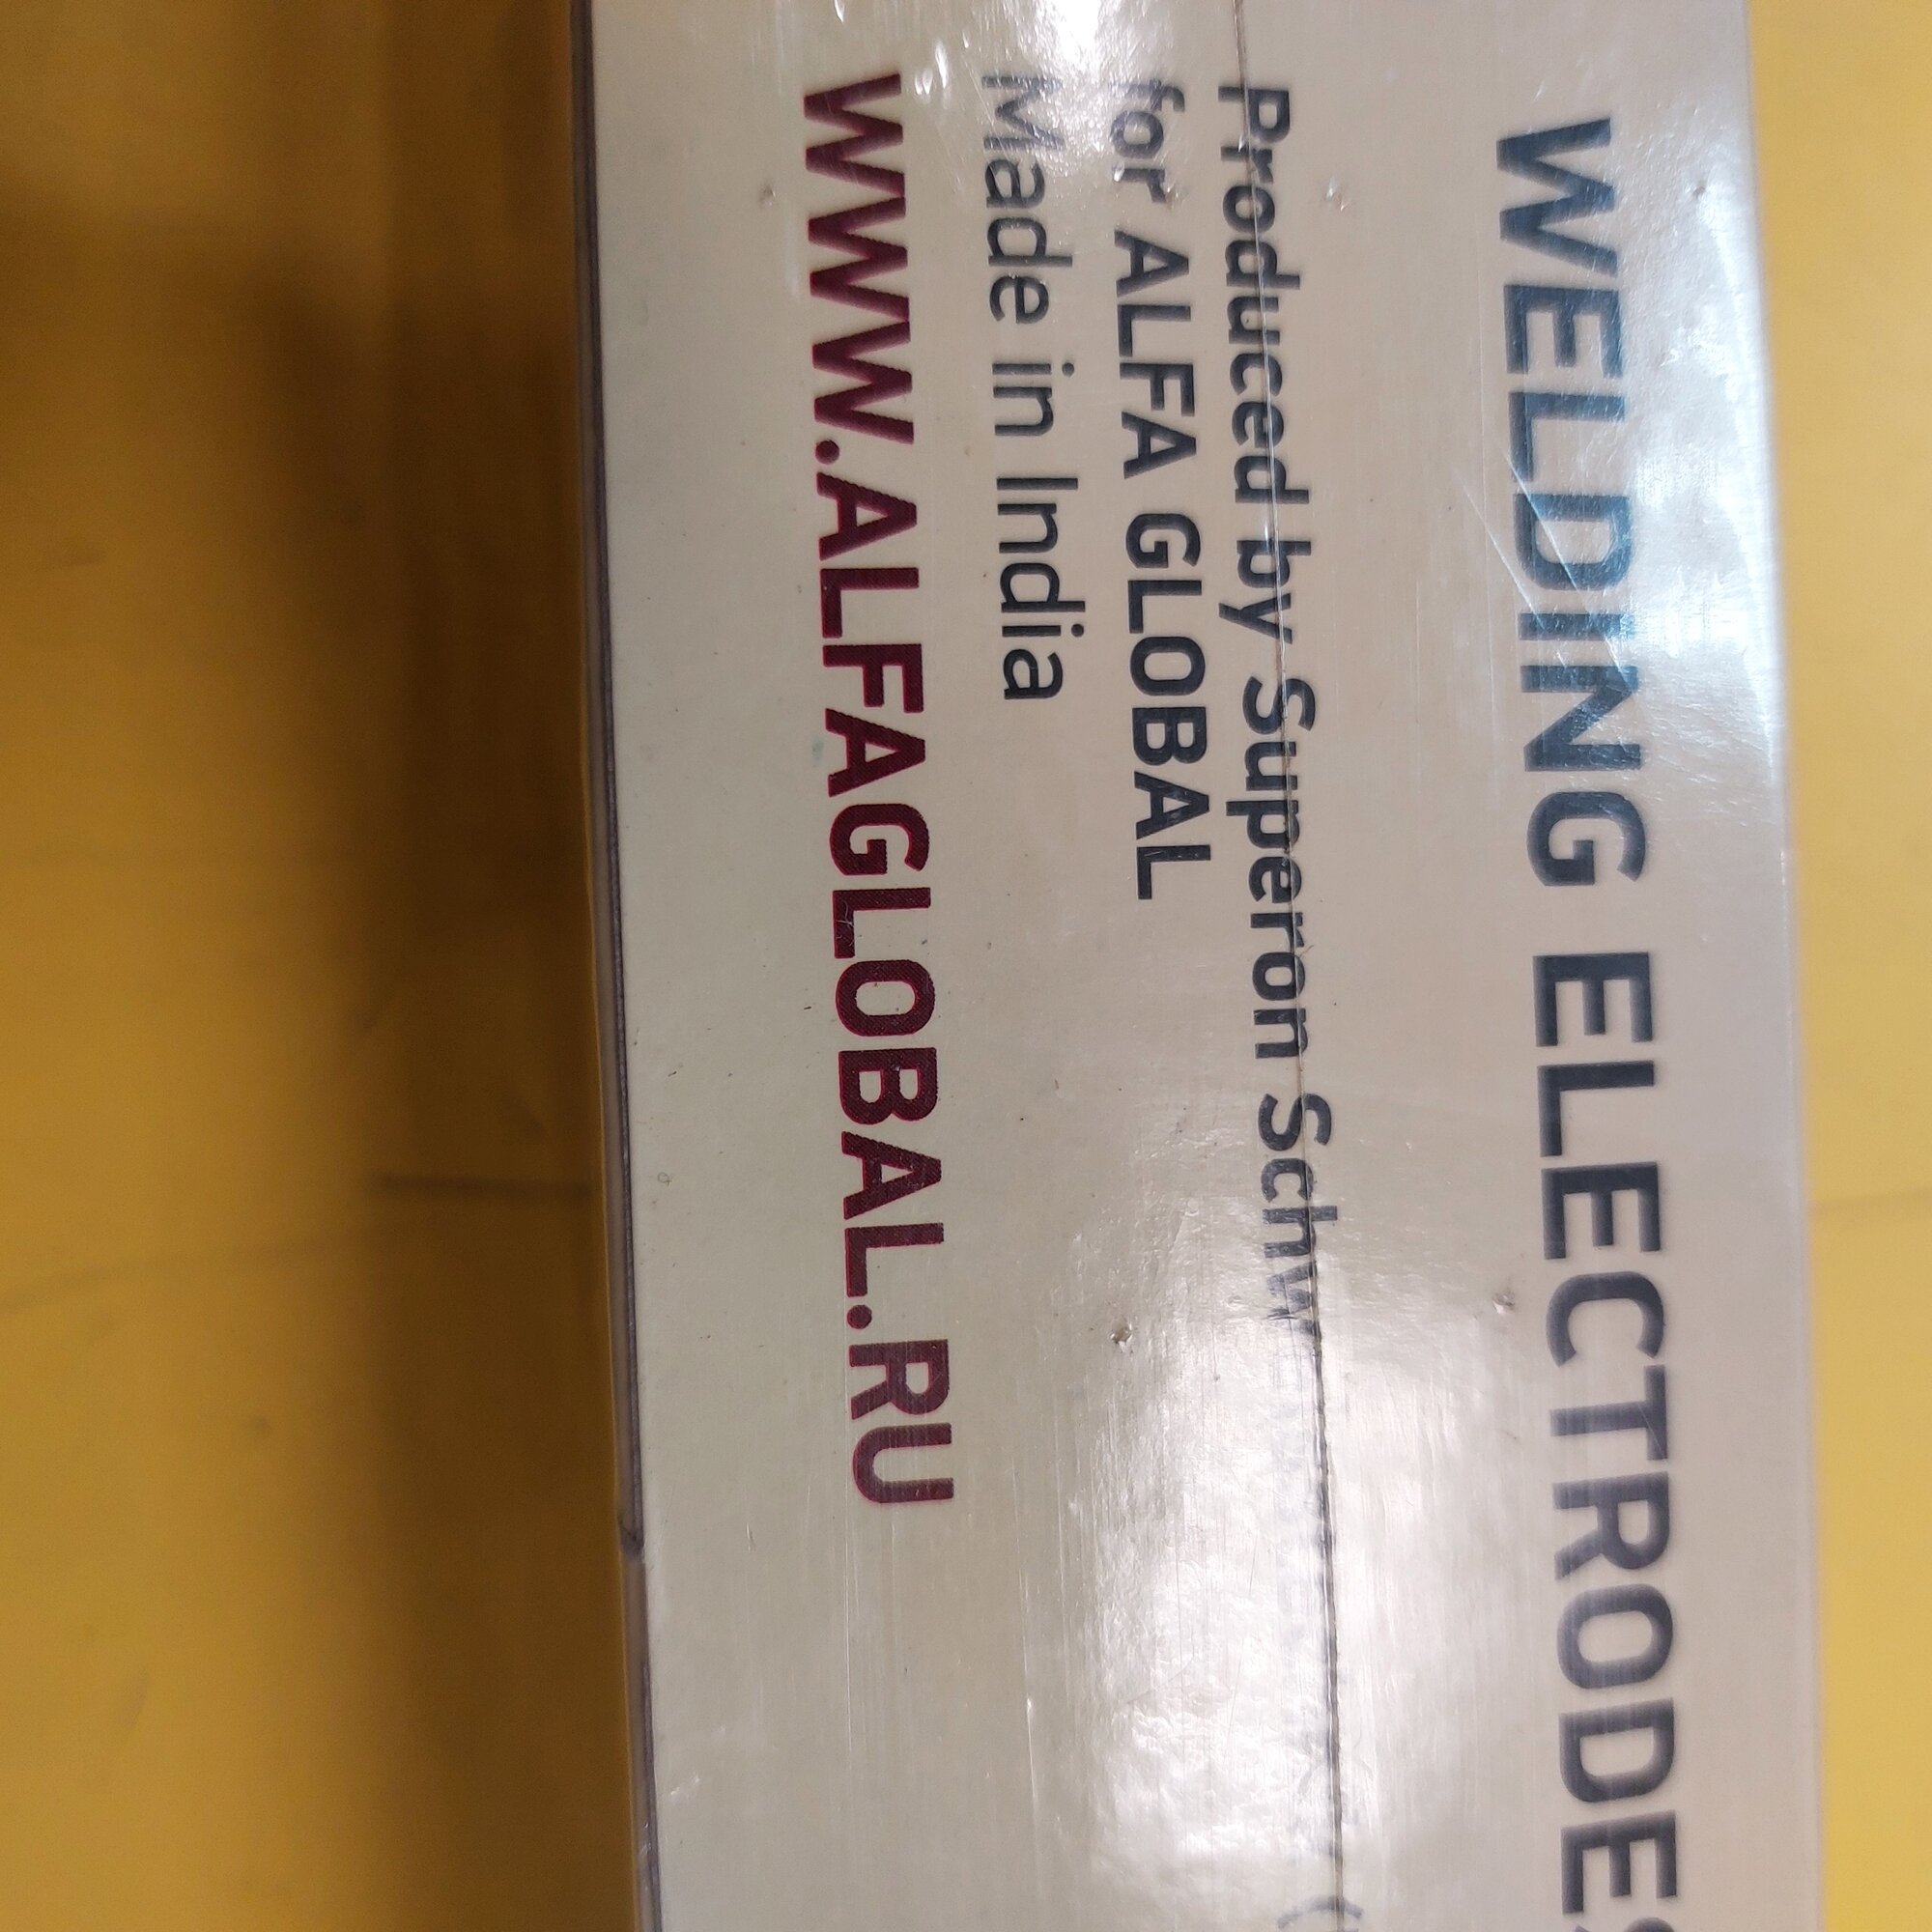 WELDING ELECTRODES
Produced by Superon Schw
for ALFA GLOBAL
Made in India
WWW.ALFAGLOBAL.RU